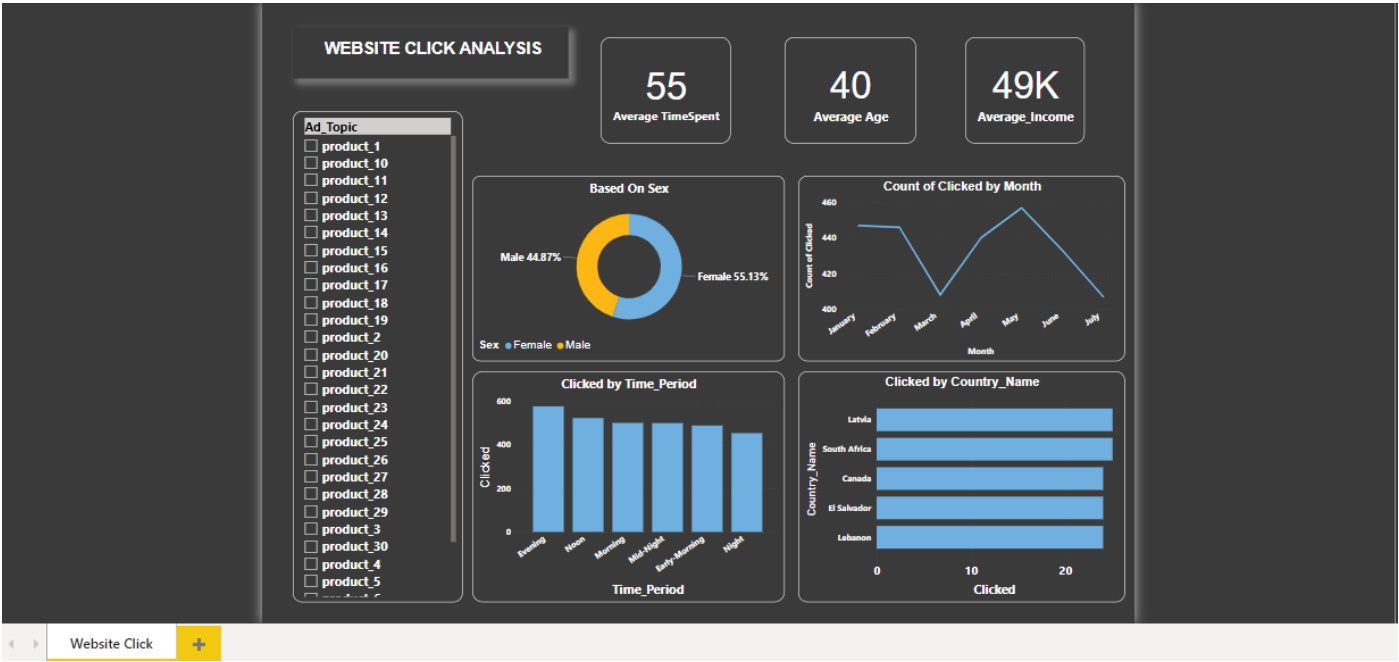 WEBSITE CLICK ANALYSIS
55
Average TimeSpent
40
Average Age
49K
Average_Income
Ad_Topic
product_1
product_10
product_11
product_12
product_13
product_14
product_15
product_16
product_17
product_18
product_19
product_2
product_20
product_21
product_22
product_23
product_24
product_25
product_26
product_27
product_28
product_29
product_3
product_30
product_4
product_5
Based On Sex
Male 44.87%
Female 55.13%
Sex Female Male
Count of Clicked by Month
460
440
420
400
Count of Clicked
January February March April May June July
Month
Clicked by Time_Period
600
400
200
0
Clicked
Evening Noon Morning Mid-Night Early-Morning Night
Time_Period
Clicked by Country_Name
Country_Name
Latvia
South Africa
Canada
El Salvador
Lebanon
0 10 20
Clicked
Website Click